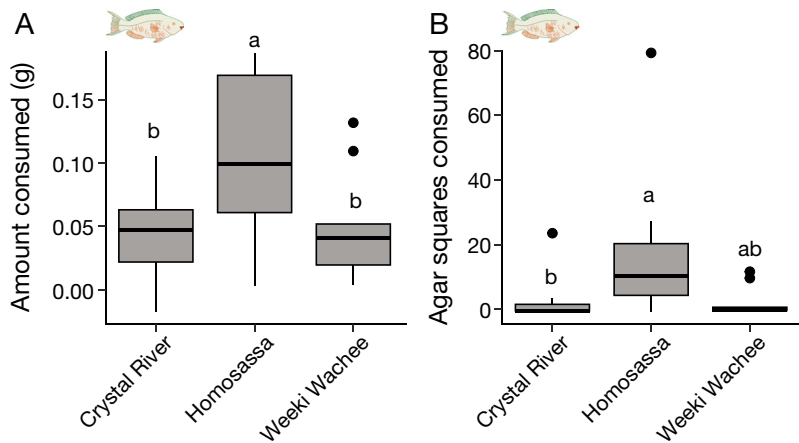 A
Amount consumed (g)
0.15
0.10
0.05
0.00
b
a
b
Crystal River
Homosassa
Weeki Wachee
B
Agar squares consumed
80
60
40
20
0
b
a
ab
Crystal River
Homosassa
Weeki Wachee